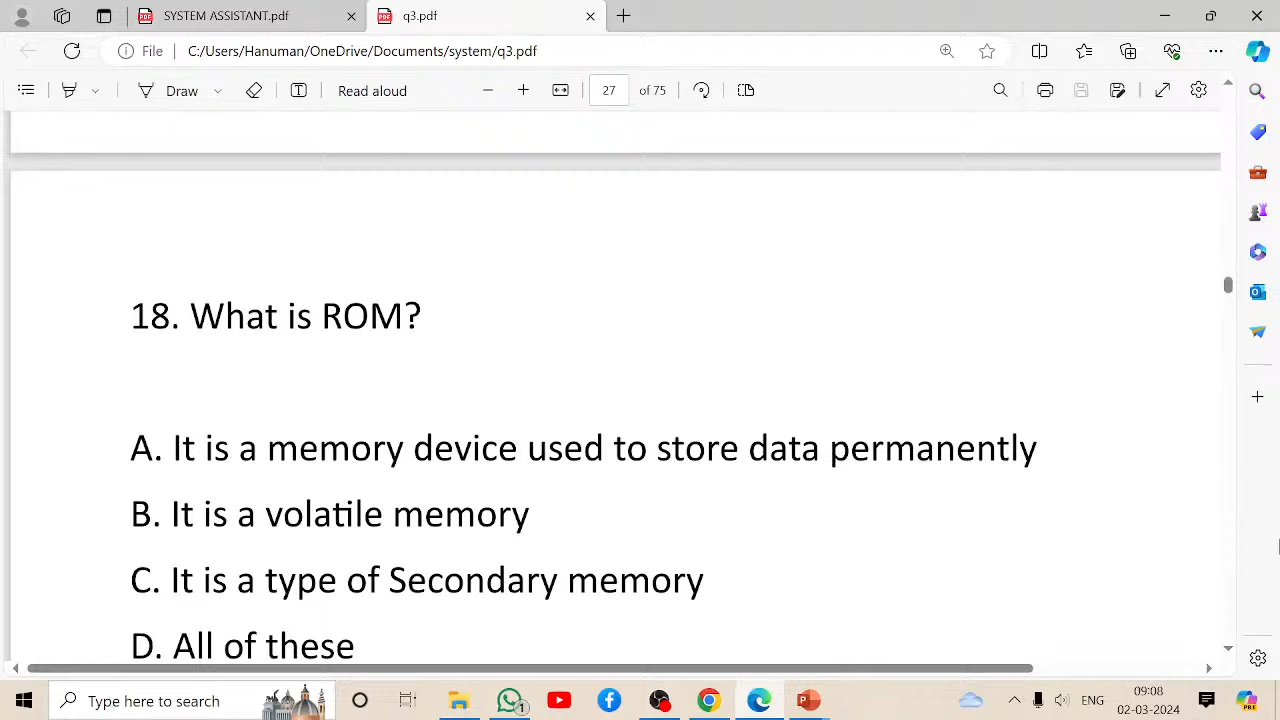 SYSTEM ASSISTANT.pdf
q3.pdf
File
C:/Users/Hanuman/OneDrive/Documents/system/q3.pdf
Draw
Read aloud
27
of 75
18. What is ROM?
A. It is a memory device used to store data permanently
B. It is a volatile memory
C. It is a type of Secondary memory
D. All of these
Type here to search
1
ENG
09:08
02-03-2024